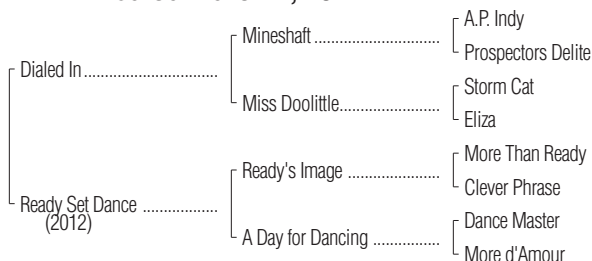 A.P. Indy
Mineshaft
Prospectors Delite
Dialed In
Storm Cat
Miss Doolittle
Eliza
More Than Ready
Ready's Image
Clever Phrase
Ready Set Dance
(2012)
Dance Master
A Day for Dancing
More d'Amour